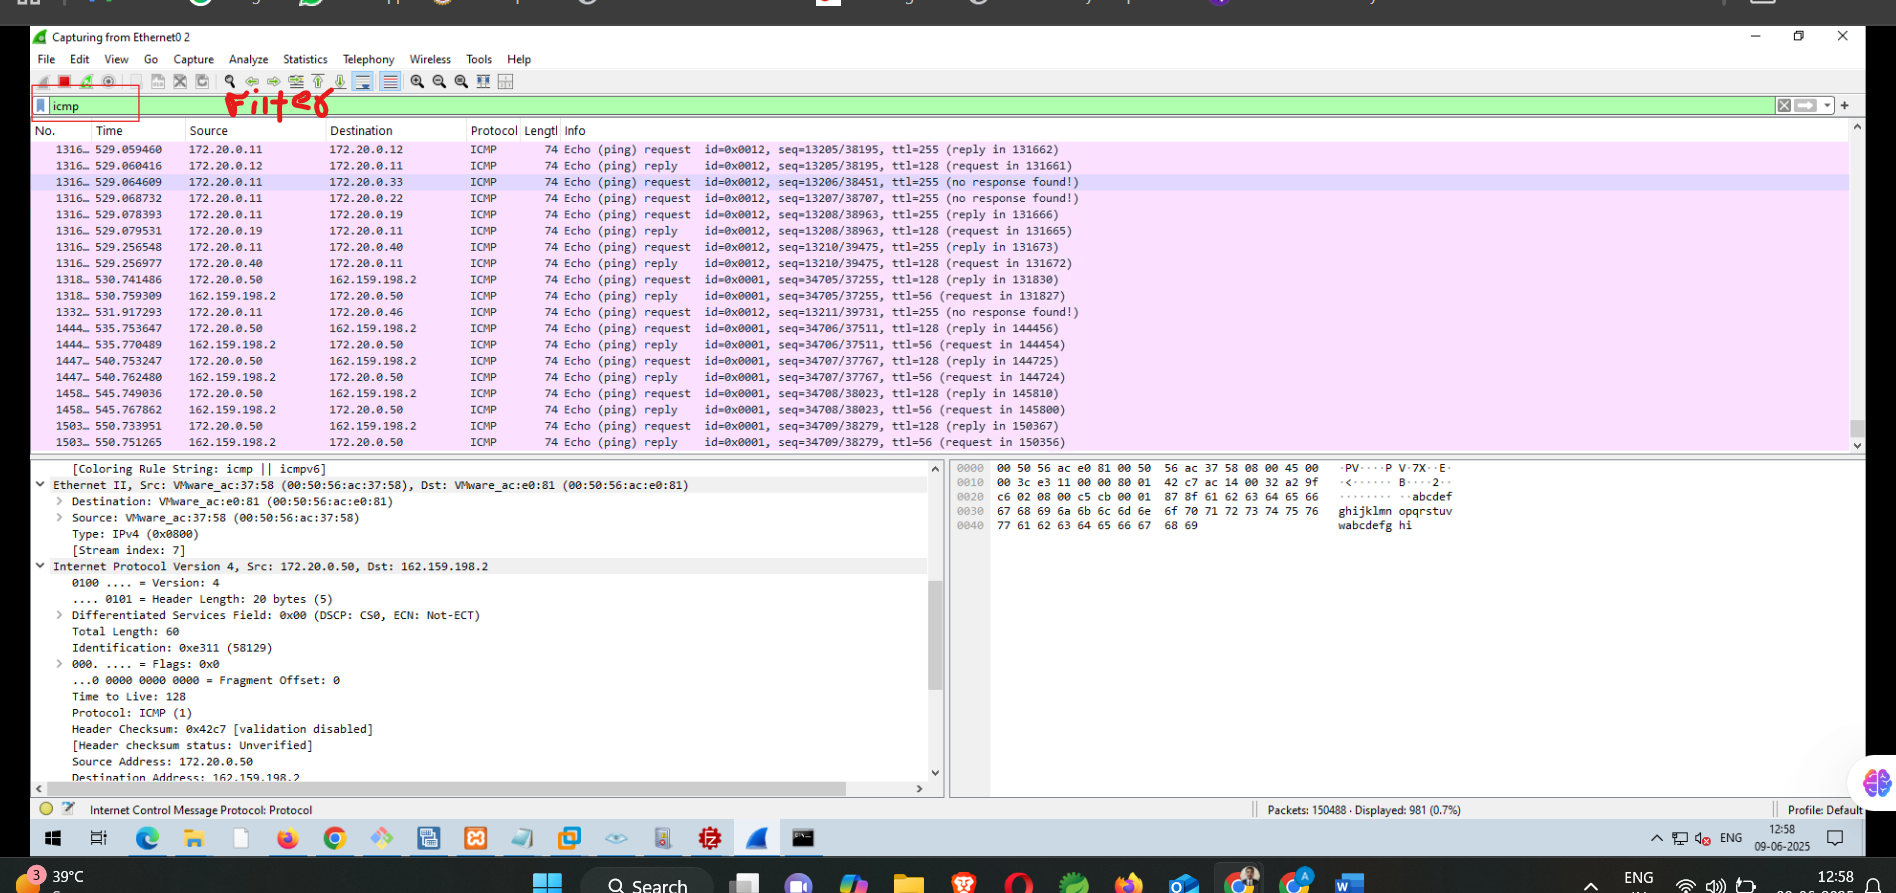 Capturing from Ethernet0 2
File Edit View Go Capture Analyze Statistics Telephony Wireless Tools Help
icmp
Filter
No. Time Source Destination Protocol Lengtl Info
1316… 529.059460 172.20.0.11 172.20.0.12 ICMP 74 Echo (ping) request id=0x0012, seq=13205/38195, ttl=255 (reply in 131662)
1316… 529.060416 172.20.0.12 172.20.0.11 ICMP 74 Echo (ping) reply id=0x0012, seq=13205/38195, ttl=128 (request in 131661)
1316… 529.064609 172.20.0.11 172.20.0.33 ICMP 74 Echo (ping) request id=0x0012, seq=13206/38451, ttl=255 (no response found!)
1316… 529.068732 172.20.0.11 172.20.0.22 ICMP 74 Echo (ping) request id=0x0012, seq=13207/38707, ttl=255 (no response found!)
1316… 529.078393 172.20.0.11 172.20.0.19 ICMP 74 Echo (ping) request id=0x0012, seq=13208/38963, ttl=255 (reply in 131666)
1316… 529.079531 172.20.0.19 172.20.0.11 ICMP 74 Echo (ping) reply id=0x0012, seq=13208/38963, ttl=128 (request in 131665)
1316… 529.256548 172.20.0.11 172.20.0.40 ICMP 74 Echo (ping) request id=0x0012, seq=13210/39475, ttl=255 (reply in 131673)
1316… 529.256977 172.20.0.40 172.20.0.11 ICMP 74 Echo (ping) reply id=0x0012, seq=13210/39475, ttl=128 (request in 131672)
1318… 530.741486 172.20.0.50 162.159.198.2 ICMP 74 Echo (ping) request id=0x0001, seq=34705/37255, ttl=128 (reply in 131830)
1318… 530.759309 162.159.198.2 172.20.0.50 ICMP 74 Echo (ping) reply id=0x0001, seq=34705/37255, ttl=56 (request in 131827)
1332… 531.917293 172.20.0.11 172.20.0.46 ICMP 74 Echo (ping) request id=0x0012, seq=13211/39731, ttl=255 (no response found!)
1444… 535.753647 172.20.0.50 162.159.198.2 ICMP 74 Echo (ping) request id=0x0001, seq=34706/37511, ttl=128 (reply in 144456)
1444… 535.770489 162.159.198.2 172.20.0.50 ICMP 74 Echo (ping) reply id=0x0001, seq=34706/37511, ttl=56 (request in 144454)
1447… 540.753247 172.20.0.50 162.159.198.2 ICMP 74 Echo (ping) request id=0x0001, seq=34707/37767, ttl=128 (reply in 144725)
1447… 540.762480 162.159.198.2 172.20.0.50 ICMP 74 Echo (ping) reply id=0x0001, seq=34707/37767, ttl=56 (request in 144724)
1458… 545.749036 172.20.0.50 162.159.198.2 ICMP 74 Echo (ping) request id=0x0001, seq=34708/38023, ttl=128 (reply in 145810)
1458… 545.767862 162.159.198.2 172.20.0.50 ICMP 74 Echo (ping) reply id=0x0001, seq=34708/38023, ttl=56 (request in 145800)
1503… 550.733951 172.20.0.50 162.159.198.2 ICMP 74 Echo (ping) request id=0x0001, seq=34709/38279, ttl=128 (reply in 150367)
1503… 550.751265 162.159.198.2 172.20.0.50 ICMP 74 Echo (ping) reply id=0x0001, seq=34709/38279, ttl=56 (request in 150356)
[Coloring Rule String: icmp || icmpv6]
Ethernet II, Src: VMware_ac:37:58 (00:50:56:ac:37:58), Dst: VMware_ac:e0:81 (00:50:56:ac:e0:81)
Destination: VMware_ac:e0:81 (00:50:56:ac:e0:81)
Source: VMware_ac:37:58 (00:50:56:ac:37:58)
Type: IPv4 (0x0800)
[Stream index: 7]
Internet Protocol Version 4, Src: 172.20.0.50, Dst: 162.159.198.2
0100 .... = Version: 4
.... 0101 = Header Length: 20 bytes (5)
Differentiated Services Field: 0x00 (DSCP: CS0, ECN: Not-ECT)
Total Length: 60
Identification: 0xe311 (58129)
000. .... = Flags: 0x0
...0 0000 0000 0000 = Fragment Offset: 0
Time to Live: 128
Protocol: ICMP (1)
Header Checksum: 0x42c7 [validation disabled]
[Header checksum status: Unverified]
Source Address: 172.20.0.50
Destination Address: 162.159.198.2
0000 00 50 56 ac e0 81 00 50 56 ac 37 58 08 00 45 00 ·PV····P V·7X··E·
0010 00 3c e3 11 00 00 80 01 42 c7 ac 14 00 32 a2 9f ·<······ B····2··
0020 c6 02 08 00 c5 cb 00 01 87 8f 61 62 63 64 65 66 ········ ··abcdef
0030 67 68 69 6a 6b 6c 6d 6e 6f 70 71 72 73 74 75 76 ghijklmn opqrstuv
0040 77 61 62 63 64 65 66 67 68 69 wabcdefg hi
Internet Control Message Protocol: Protocol
Packets: 150488 · Displayed: 981 (0.7%)
Profile: Default
ENG
12:58
09-06-2025
3
39°C
Search
ENG
12:58